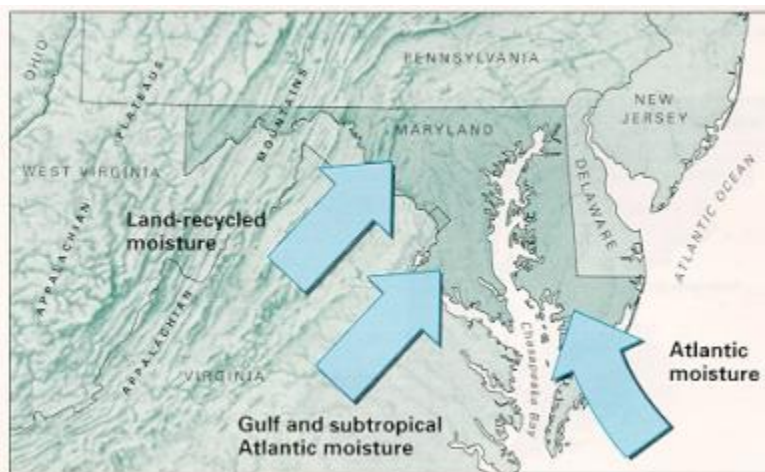 OHIO
PENNSYLVANIA
NEW
JERSEY
PLATEAUS
MOUNTAINS
MARYLAND
DELAWARE
WEST VIRGINIA
ATLANTIC OCEAN
Land-recycled
moisture
APPALACHIAN
APPALACHIAN
VIRGINIA
Chesapeake Bay
Atlantic
moisture
Gulf and subtropical
Atlantic moisture